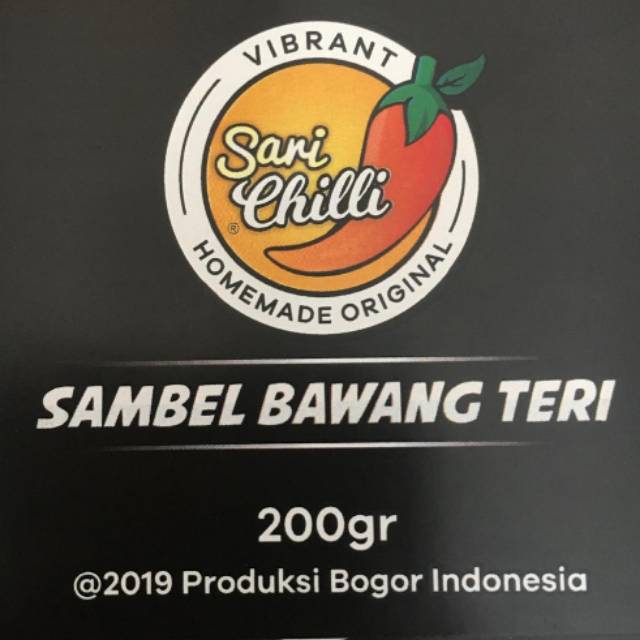 VIBRANT
Sari
Chilli
®
HOMEMADE ORIGINAL
SAMBEL BAWANG TERI
200gr
@2019 Produksi Bogor Indonesia